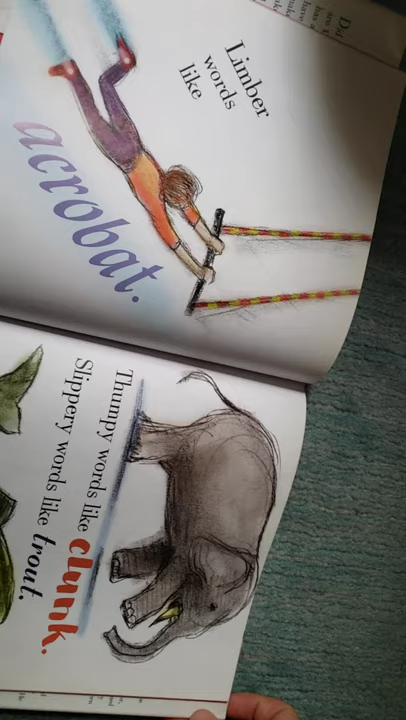 Limber
words
like
acrobat.
Thumpy words like clunk.
Slippery words like trout.